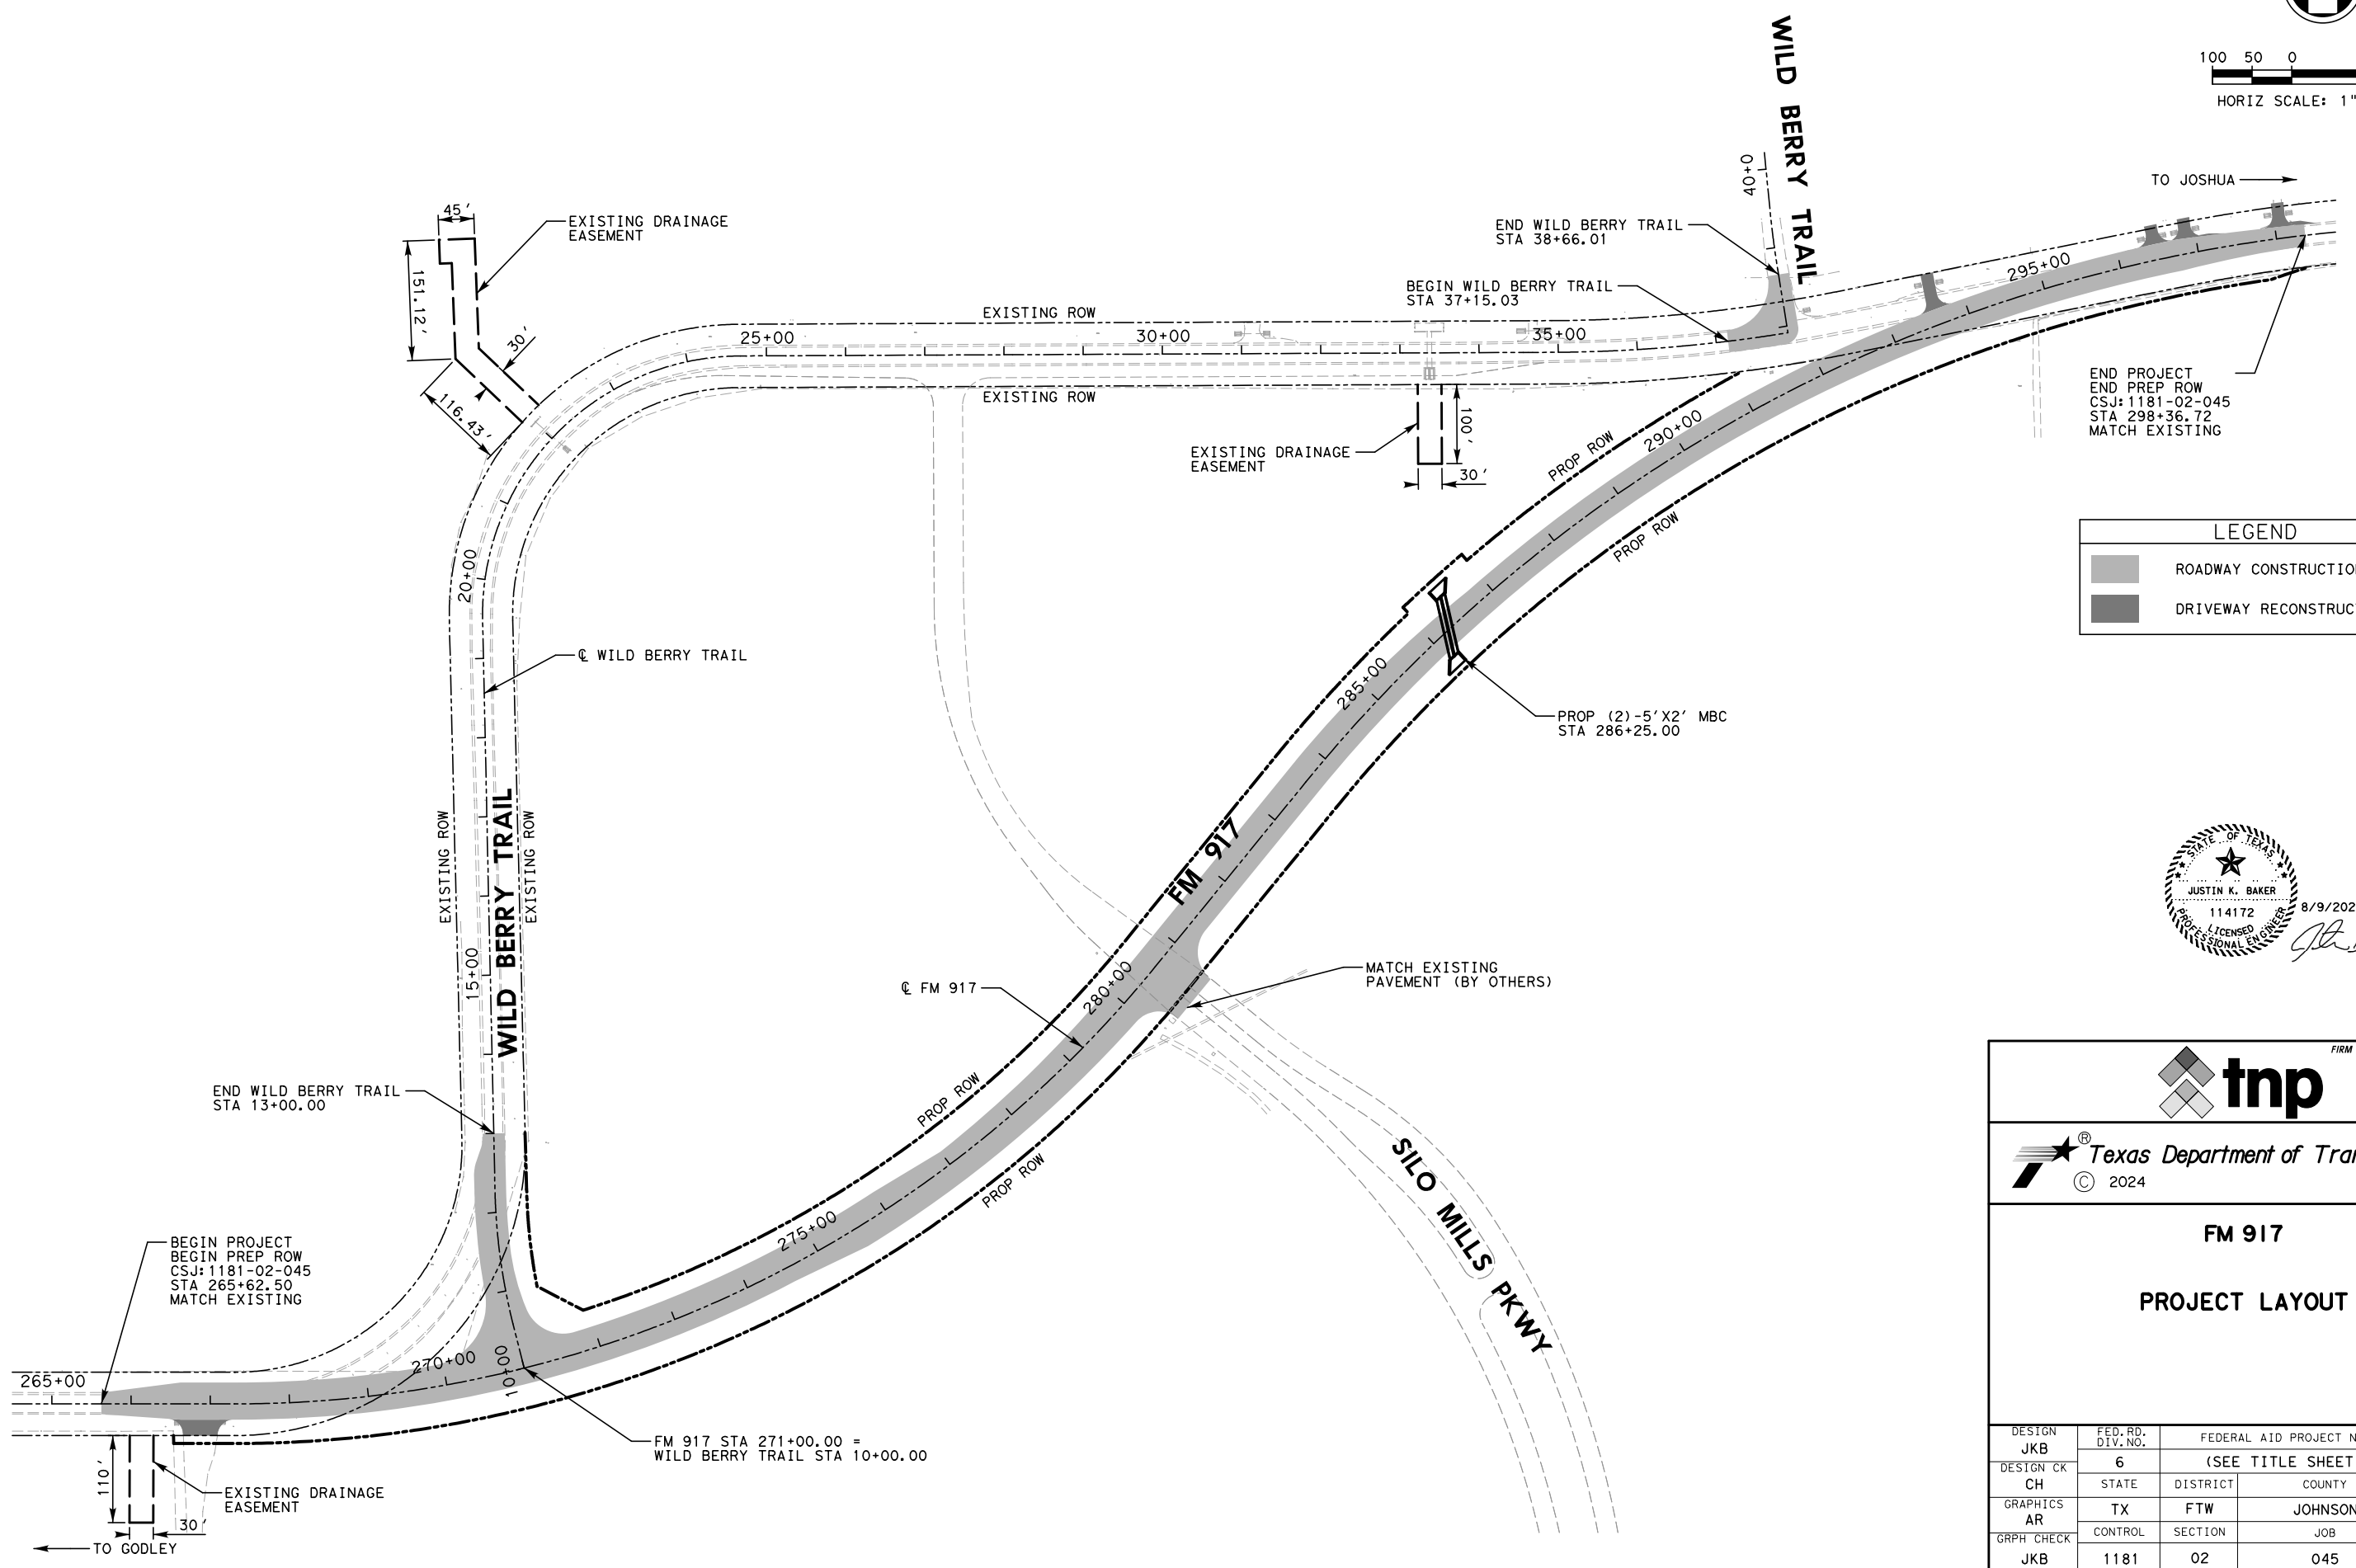 WILD BERRY TRAIL
100 50 0
HORIZ SCALE: 1"
40+0
TO JOSHUA
45'
EXISTING DRAINAGE
EASEMENT
151.12'
30'
116.43'
END WILD BERRY TRAIL
STA 38+66.01
BEGIN WILD BERRY TRAIL
STA 37+15.03
EXISTING ROW
25+00
30+00
35+00
EXISTING ROW
295+00
END PROJECT
END PREP ROW
CSJ:1181-02-045
STA 298+36.72
MATCH EXISTING
EXISTING DRAINAGE
EASEMENT
100'
30'
PROP ROW
290+00
PROP ROW
LEGEND
ROADWAY CONSTRUCTIO
DRIVEWAY RECONSTRUC
20+00
℄ WILD BERRY TRAIL
285+00
PROP (2)-5'X2' MBC
STA 286+25.00
EXISTING ROW
WILD BERRY TRAIL
EXISTING ROW
15+00
FM 917
STATE OF TEXAS
JUSTIN K. BAKER
114172
LICENSED
PROFESSIONAL ENGINEER
8/9/202
℄ FM 917
280+00
MATCH EXISTING
PAVEMENT (BY OTHERS)
END WILD BERRY TRAIL
STA 13+00.00
PROP ROW
PROP ROW
SILO MILLS PKWY
BEGIN PROJECT
BEGIN PREP ROW
CSJ:1181-02-045
STA 265+62.50
MATCH EXISTING
275+00
265+00
270+00
10+00
FM 917 STA 271+00.00 =
WILD BERRY TRAIL STA 10+00.00
110'
EXISTING DRAINAGE
EASEMENT
30'
TO GODLEY
FIRM
tnp
®
Texas Department of Tra
© 2024
FM 917
PROJECT LAYOUT
DESIGN
JKB
FED.RD.
DIV.NO.
FEDERAL AID PROJECT N
6
(SEE TITLE SHEET
DESIGN CK
CH
STATE
DISTRICT
COUNTY
GRAPHICS
AR
TX
FTW
JOHNSON
GRPH CHECK
JKB
CONTROL
SECTION
JOB
1181
02
045